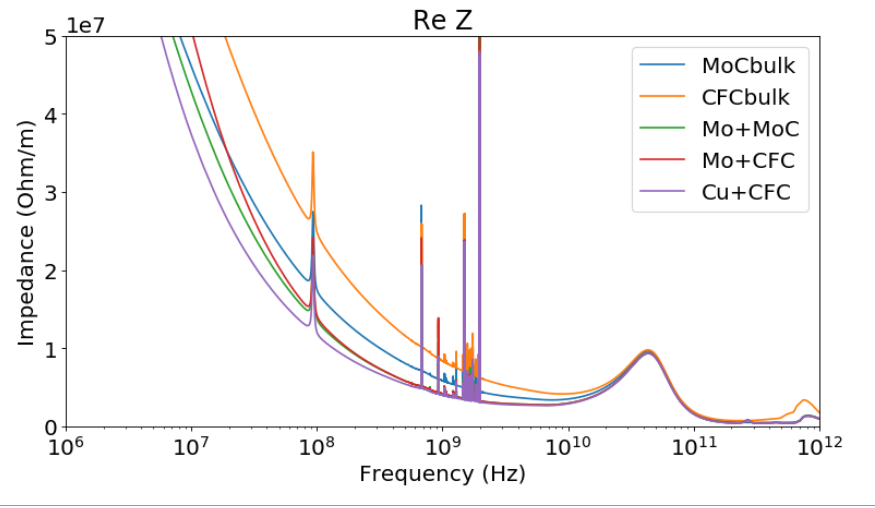 Re Z
1e7
5
4
3
2
1
0
Impedance (Ohm/m)
10^6
10^7
10^8
10^9
10^10
10^11
10^12
Frequency (Hz)
MoCbulk
CFCbulk
Mo+MoC
Mo+CFC
Cu+CFC